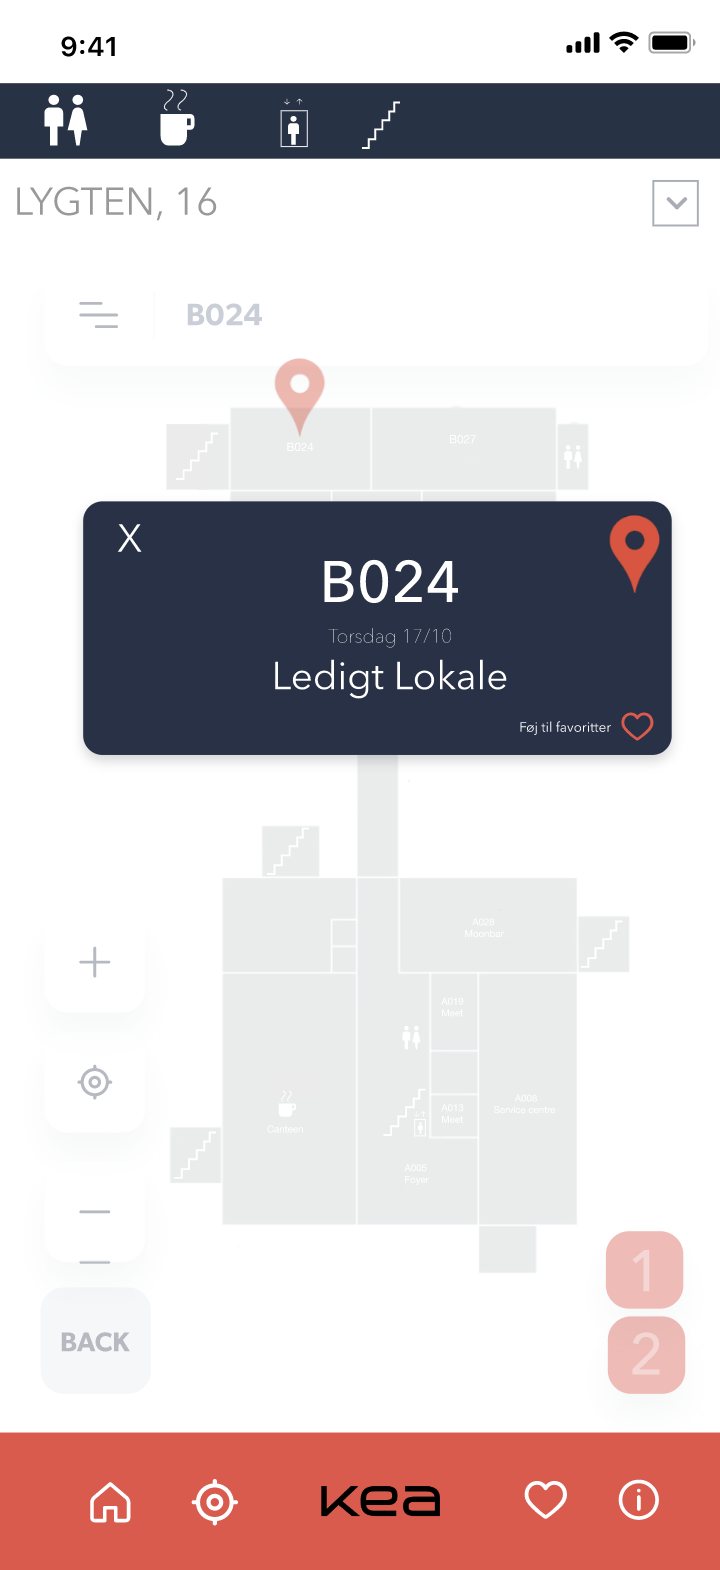 9:41
LYGTEN, 16
B024
B024
B027
X
B024
Torsdag 17/10
Ledigt Lokale
Føj til favoritter
A028
Moonbar
A019
Meet
A013
Meet
A008
Service centre
Canteen
A005
Foyer
1
2
BACK
kea